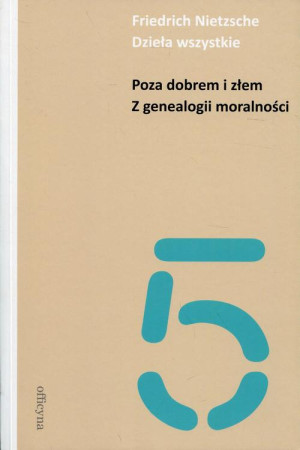 Friedrich Nietzsche
Dzieła wszystkie
Poza dobrem i złem
Z genealogii moralności
5
officyna